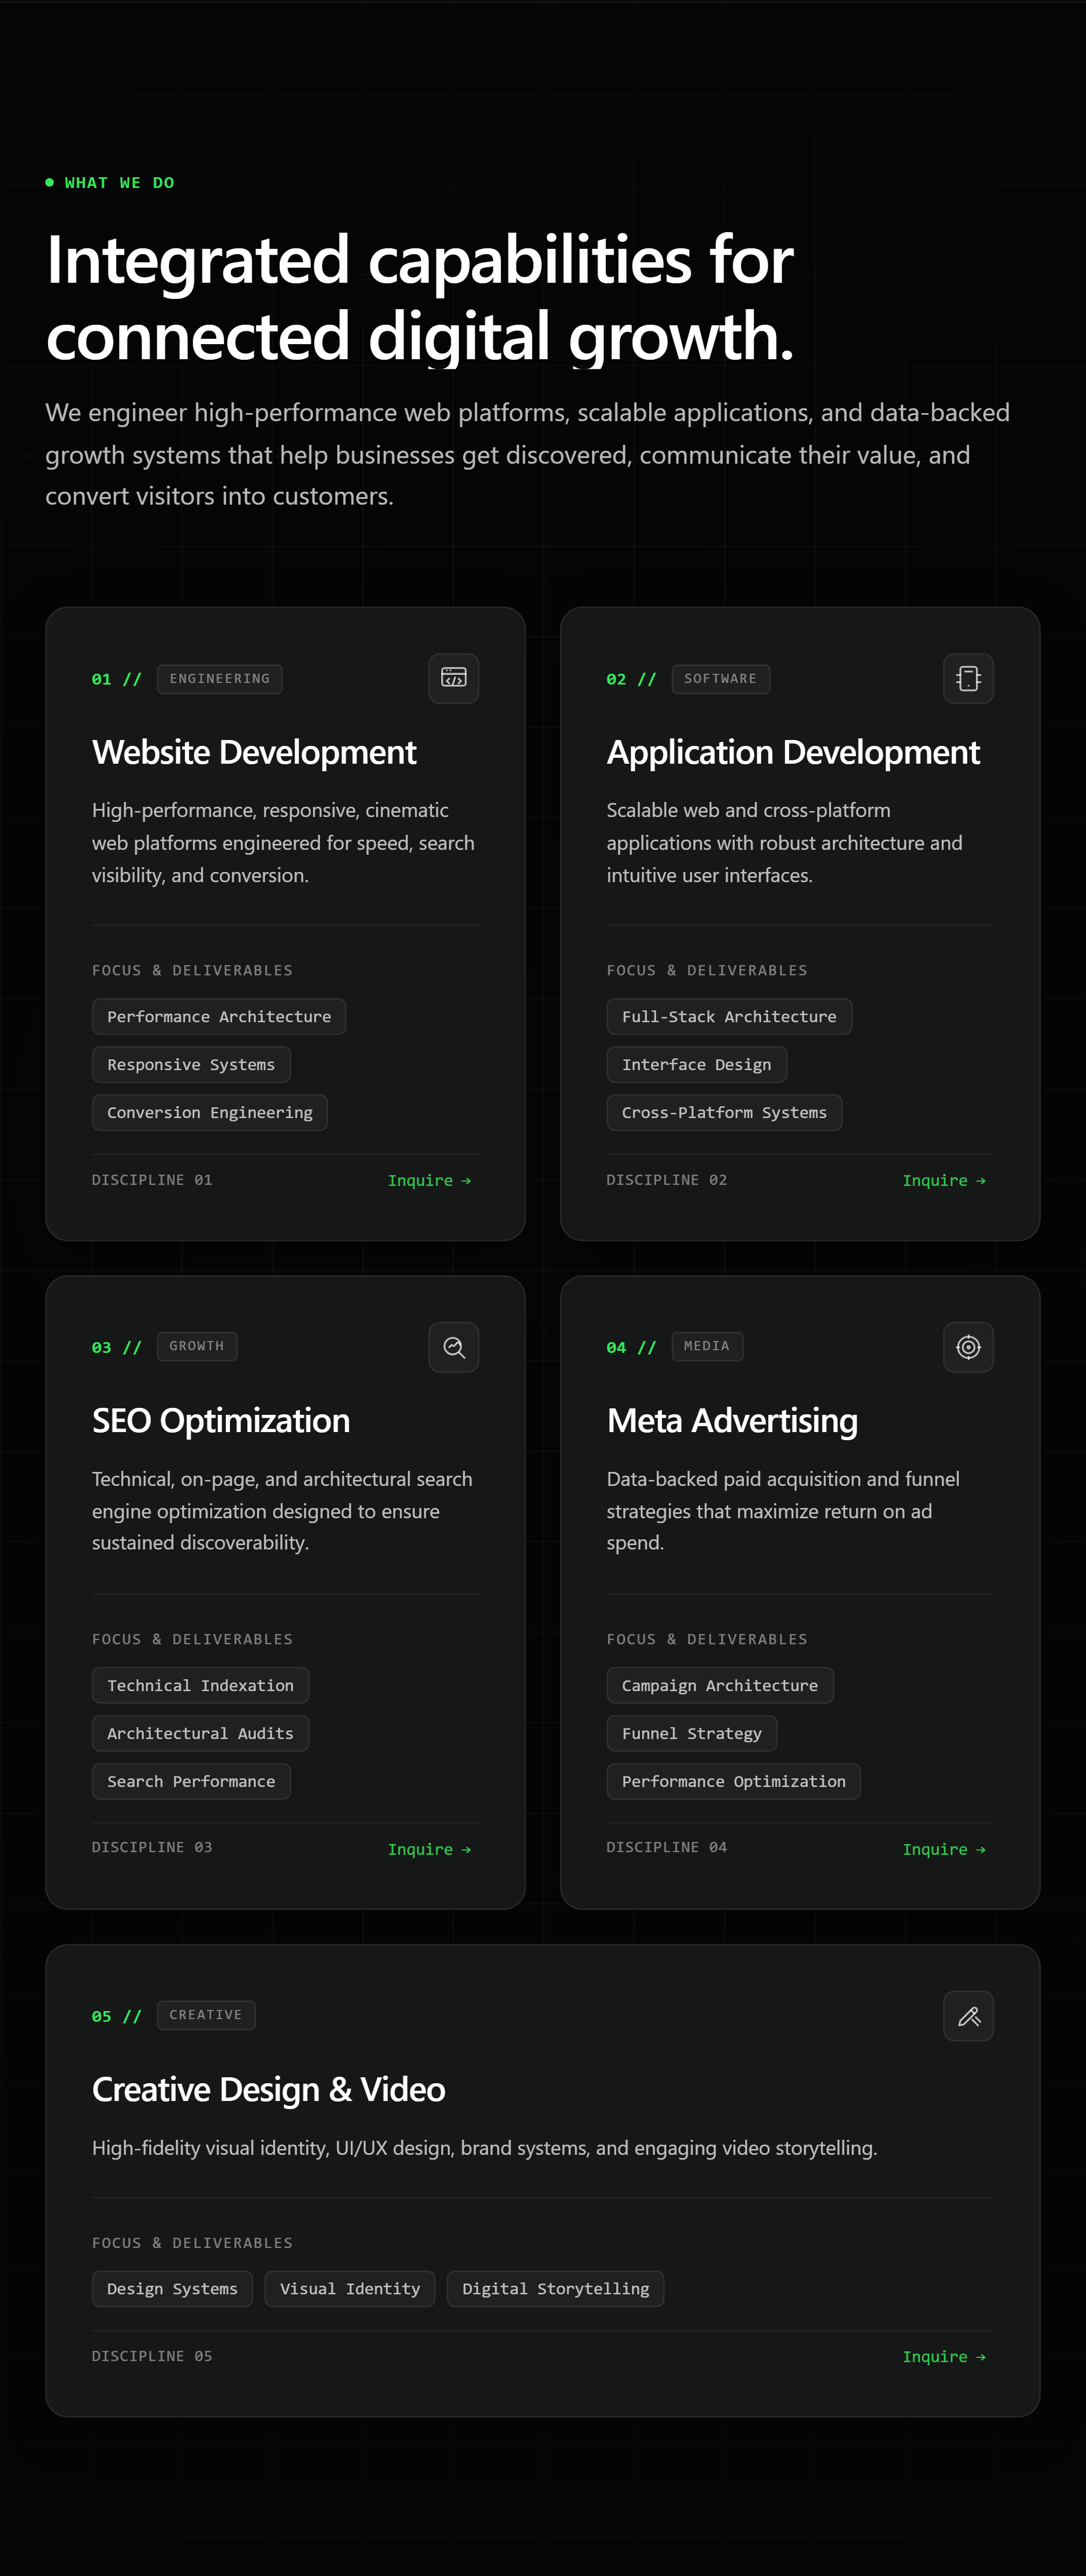 WHAT WE DO
Integrated capabilities for
connected digital growth.
We engineer high-performance web platforms, scalable applications, and data-backed
growth systems that help businesses get discovered, communicate their value, and
convert visitors into customers.
01 // ENGINEERING
Website Development
High-performance, responsive, cinematic
web platforms engineered for speed, search
visibility, and conversion.
FOCUS & DELIVERABLES
Performance Architecture
Responsive Systems
Conversion Engineering
DISCIPLINE 01 Inquire →
02 // SOFTWARE
Application Development
Scalable web and cross-platform
applications with robust architecture and
intuitive user interfaces.
FOCUS & DELIVERABLES
Full-Stack Architecture
Interface Design
Cross-Platform Systems
DISCIPLINE 02 Inquire →
03 // GROWTH
SEO Optimization
Technical, on-page, and architectural search
engine optimization designed to ensure
sustained discoverability.
FOCUS & DELIVERABLES
Technical Indexation
Architectural Audits
Search Performance
DISCIPLINE 03 Inquire →
04 // MEDIA
Meta Advertising
Data-backed paid acquisition and funnel
strategies that maximize return on ad
spend.
FOCUS & DELIVERABLES
Campaign Architecture
Funnel Strategy
Performance Optimization
DISCIPLINE 04 Inquire →
05 // CREATIVE
Creative Design & Video
High-fidelity visual identity, UI/UX design, brand systems, and engaging video storytelling.
FOCUS & DELIVERABLES
Design Systems Visual Identity Digital Storytelling
DISCIPLINE 05 Inquire →